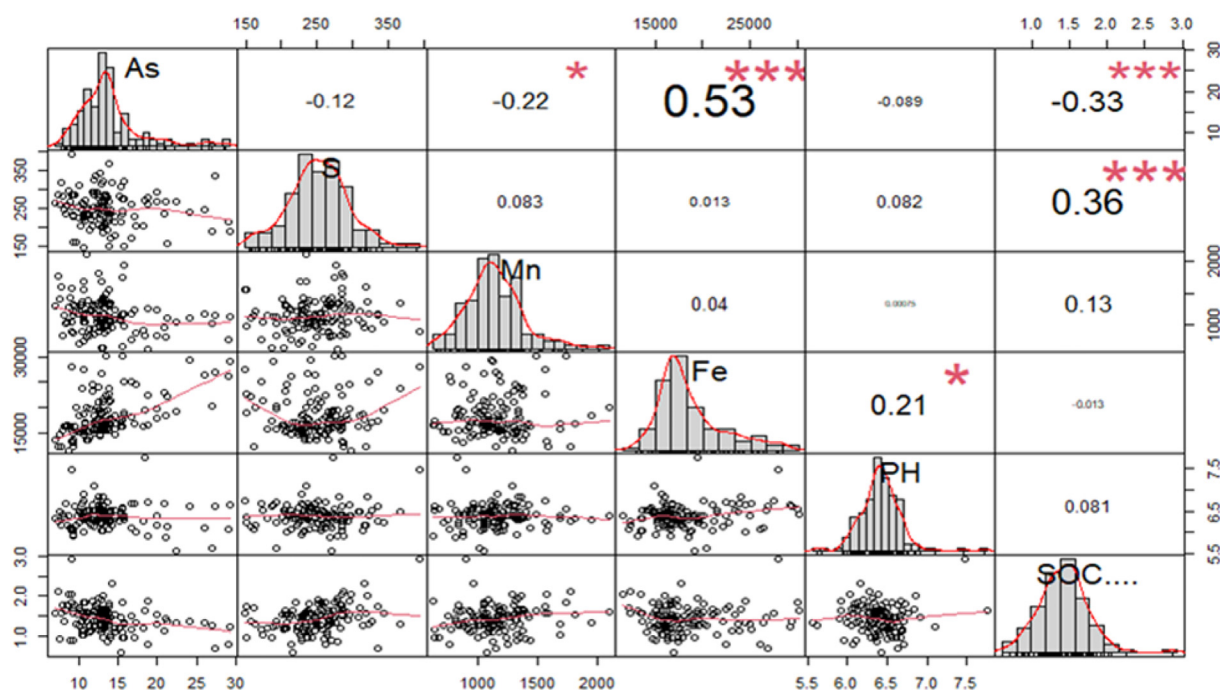 150 250 350 15000 25000 1.0 1.5 2.0 3.0
As -0.12 -0.22 * 0.53 *** -0.089 -0.33 *** 10 20 30
150 250 350 S 0.083 0.013 0.082 0.36 ***
Mn 0.04 0.00075 0.13 1000 2000
15000 30000 Fe 0.21 * -0.013
PH 0.081 5.5 6.5 7.5
1.0 2.0 3.0 SOC....
10 15 20 25 30 1000 1500 2000 5.5 6.0 6.5 7.0 7.5